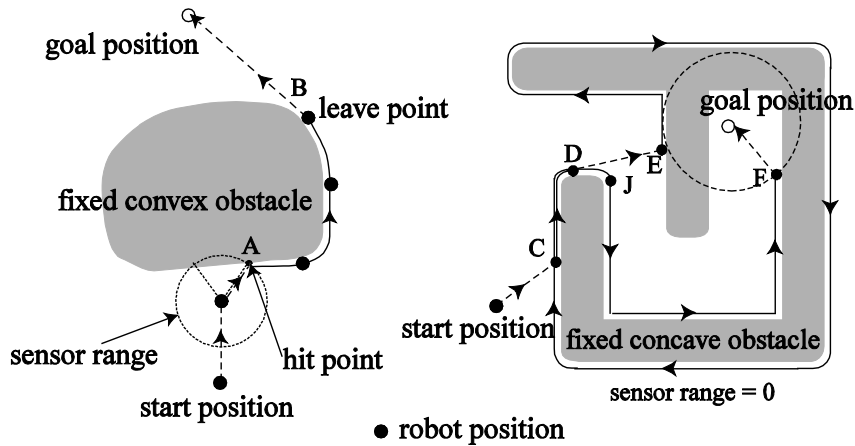 goal position
B
leave point
fixed convex obstacle
A
sensor range
hit point
start position
robot position
goal position
D
E
J
F
C
start position
fixed concave obstacle
sensor range = 0